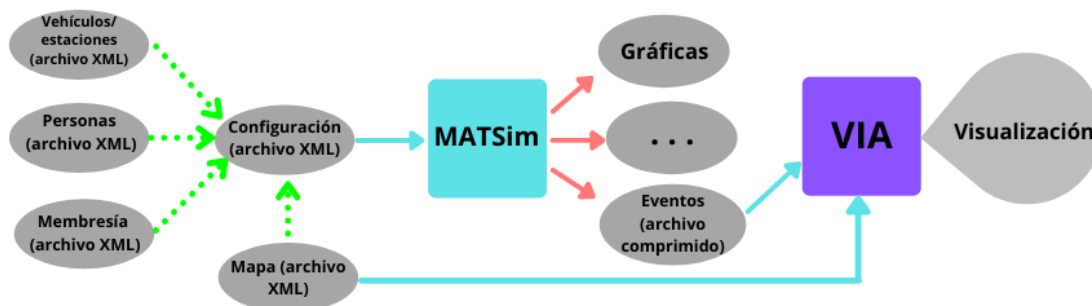 Vehículos/
estaciones
(archivo XML)
Personas
(archivo XML)
Membresía
(archivo XML)
Configuración
(archivo XML)
Mapa (archivo
XML)
MATSim
Gráficas
. . .
Eventos
(archivo
comprimido)
VIA
Visualización